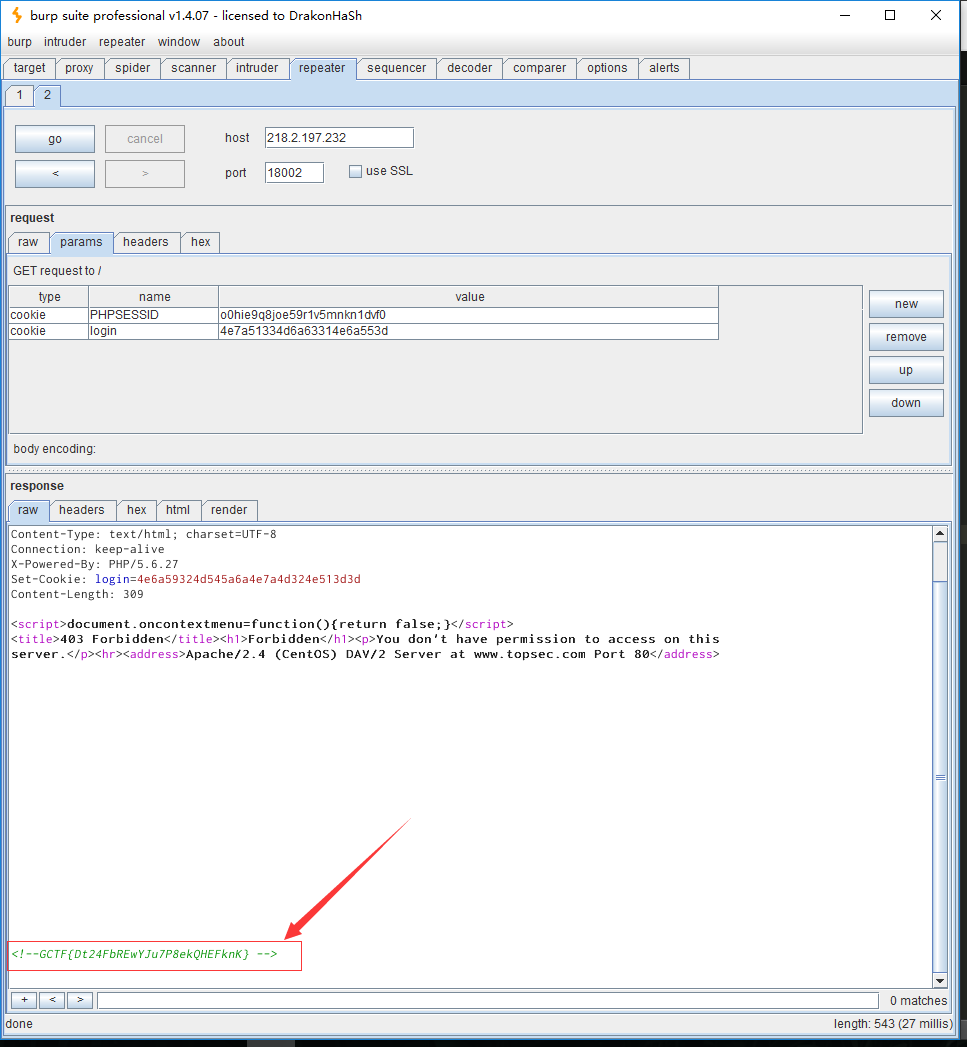 burp suite professional v1.4.07 - licensed to DrakonHaSh
burp intruder repeater window about
target proxy spider scanner intruder repeater sequencer decoder comparer options alerts
1 2
go cancel host 218.2.197.232
< > port 18002 use SSL
request
raw params headers hex
GET request to /
type name value
cookie PHPSESSID o0hie9q8joe59r1v5mnkn1dvf0
cookie login 4e7a51334d6a63314e6a553d
new
remove
up
down
body encoding:
response
raw headers hex html render
Content-Type: text/html; charset=UTF-8
Connection: keep-alive
X-Powered-By: PHP/5.6.27
Set-Cookie: login=4e6a59324d545a6a4e7a4d324e513d3d
Content-Length: 309
<script>document.oncontextmenu=function(){return false;}</script>
<title>403 Forbidden</title><h1>Forbidden</h1><p>You don't have permission to access on this
server.</p><hr><address>Apache/2.4 (CentOS) DAV/2 Server at www.topsec.com Port 80</address>
<!--GCTF{Dt24FbREwYJu7P8ekQHEFknK} -->
+ < > 0 matches
done length: 543 (27 millis)